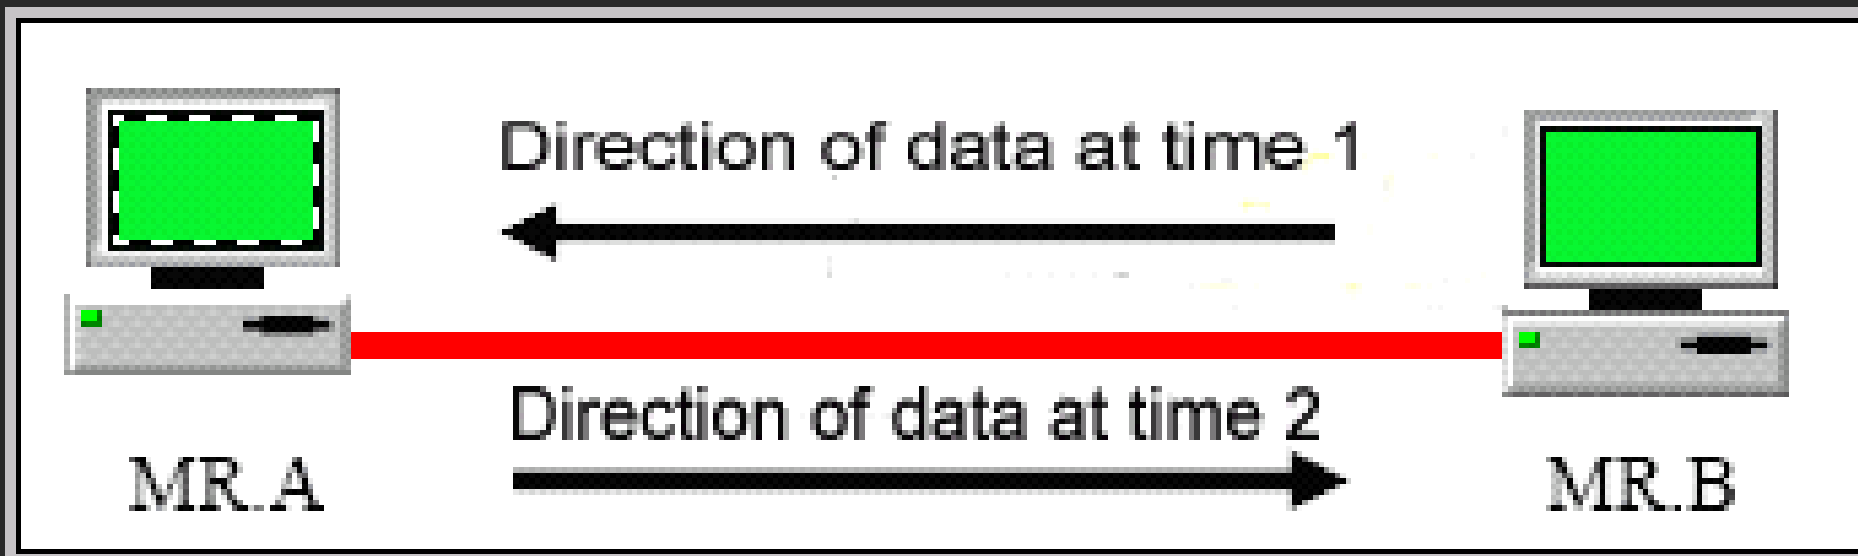 Direction of data at time 1
Direction of data at time 2
MR.A
MR.B